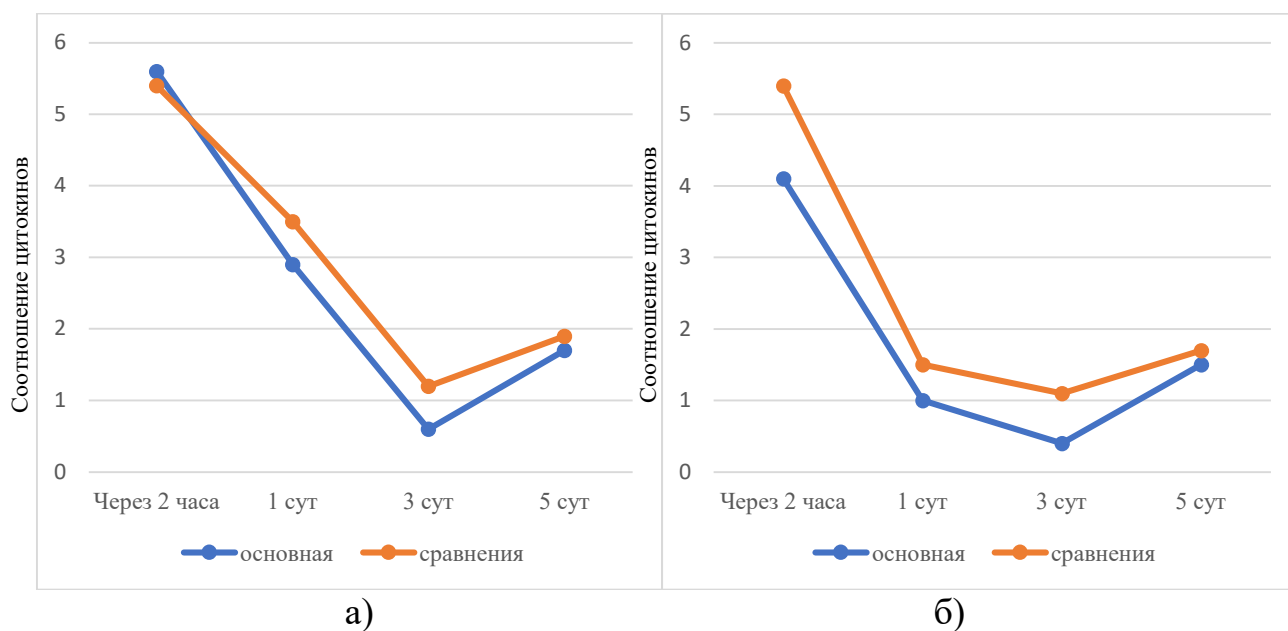 Соотношение цитокинов
6
5
4
3
2
1
0
Через 2 часа 1 сут 3 сут 5 сут
основная сравнения
а)
Соотношение цитокинов
6
5
4
3
2
1
0
Через 2 часа 1 сут 3 сут 5 сут
основная сравнения
б)